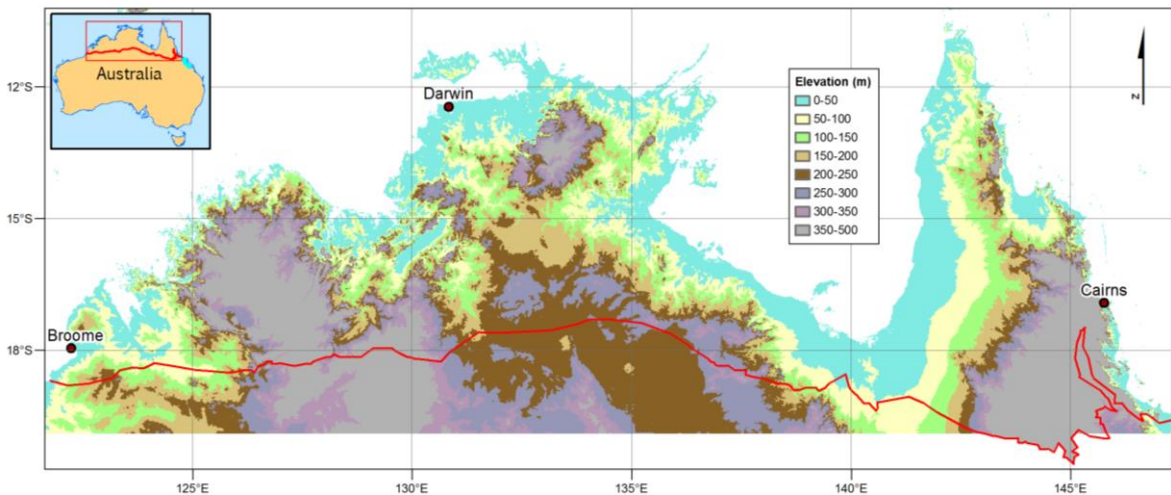 Australia
12°S
15°S
18°S
Darwin
Broome
Cairns
Elevation (m)
0-50
50-100
100-150
150-200
200-250
250-300
300-350
350-500
N
125°E
130°E
135°E
140°E
145°E